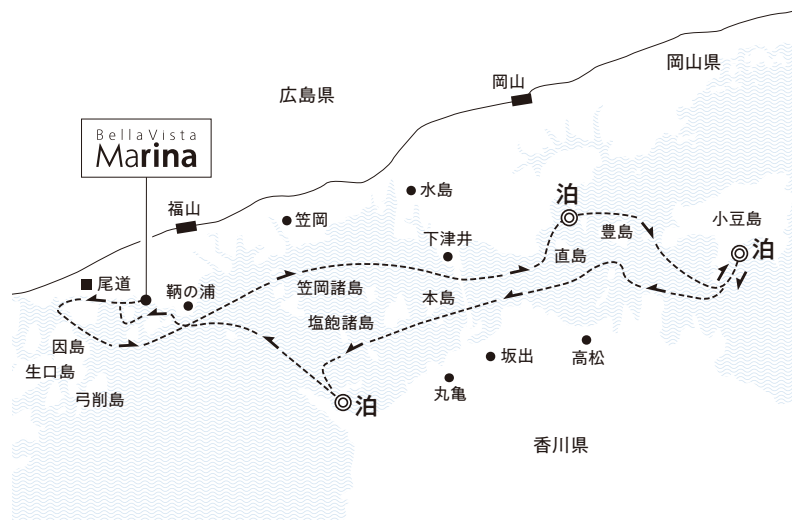 岡山県
岡山
広島県
BellaVista
Marina
水島
泊
福山
笠岡
小豆島
豊島
下津井
泊
直島
尾道
笠岡諸島
鞆の浦
本島
塩飽諸島
因島
坂出
高松
生口島
丸亀
弓削島
泊
香川県